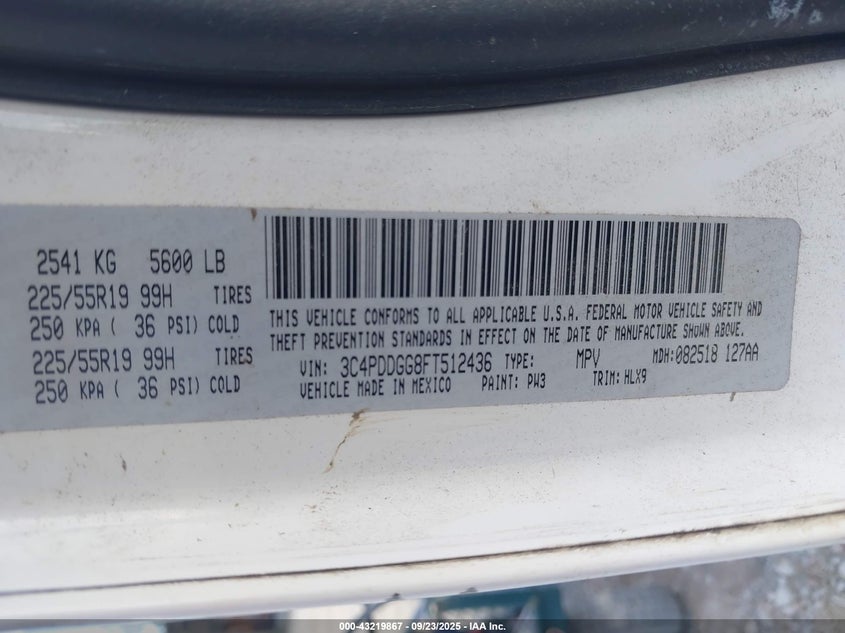 2541 KG 5600 LB
225/55R19 99H TIRES
250 KPA ( 36 PSI) COLD
225/55R19 99H TIRES
250 KPA ( 36 PSI) COLD
THIS VEHICLE CONFORMS TO ALL APPLICABLE U.S.A. FEDERAL MOTOR VEHICLE SAFETY AND
THEFT PREVENTION STANDARDS IN EFFECT ON THE DATE OF MANUFACTURE SHOWN ABOVE.
VIN: 3C4PDDGG8FT512436 TYPE: MPV MDH:082518 127AA
VEHICLE MADE IN MEXICO PAINT: PW3 TRIM: HLX9
000-43219867 - 09/23/2025 - IAA Inc.